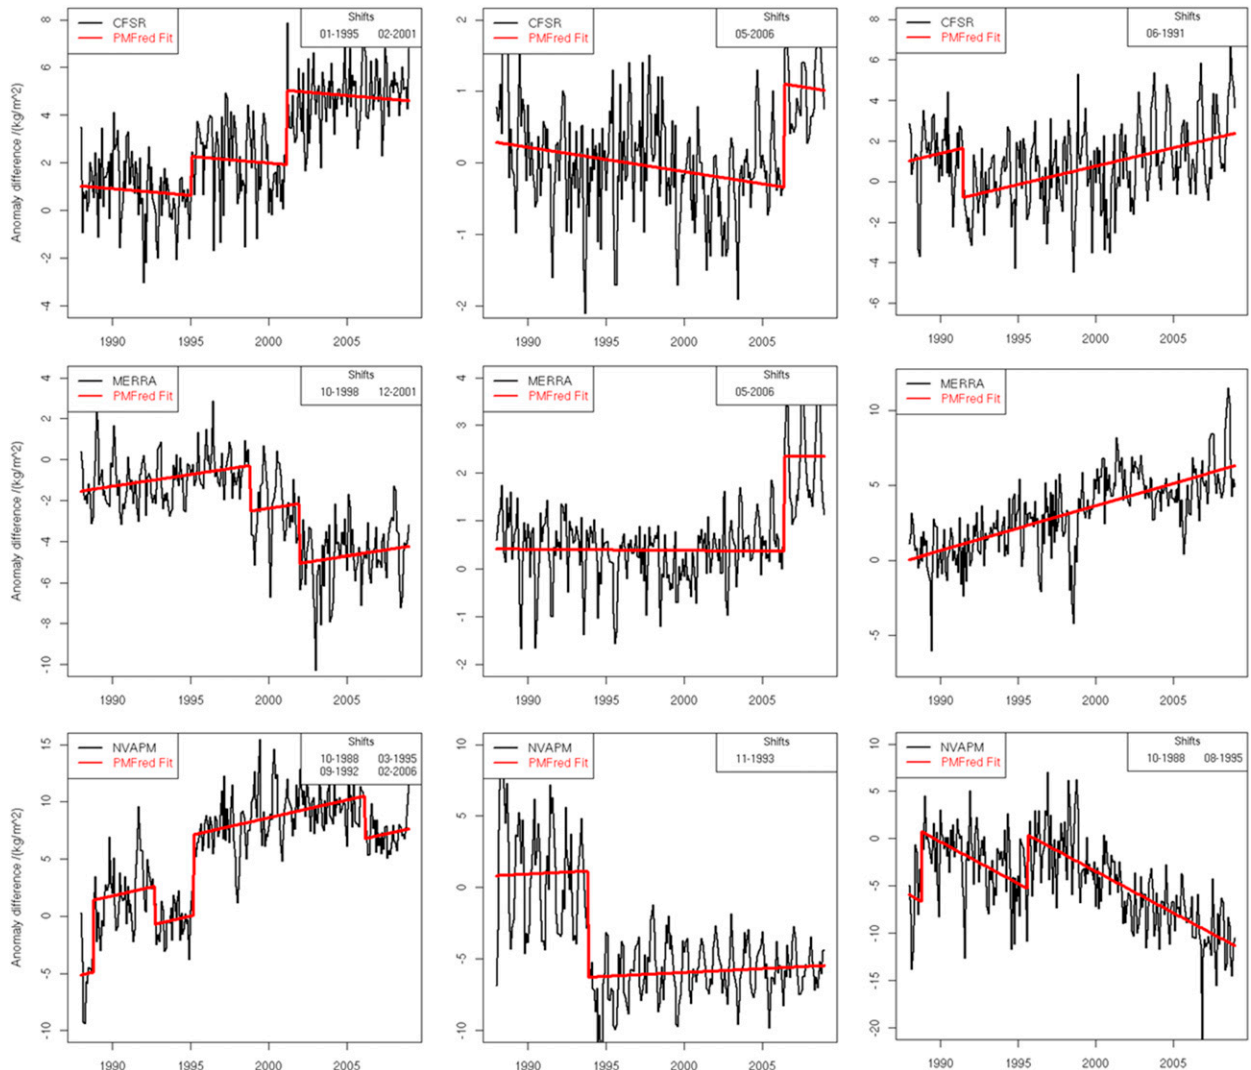 CFSR
PMFred Fit
Shifts
01-1995 02-2001
Anomaly difference /(kg/m^2)
8
6
4
2
0
-2
-4
1990 1995 2000 2005
CFSR
PMFred Fit
Shifts
05-2006
2
1
0
-1
-2
1990 1995 2000 2005
CFSR
PMFred Fit
Shifts
06-1991
8
6
4
2
0
-2
-4
-6
1990 1995 2000 2005
MERRA
PMFred Fit
Shifts
10-1998 12-2001
Anomaly difference /(kg/m^2)
4
2
0
-2
-4
-6
-8
-10
1990 1995 2000 2005
MERRA
PMFred Fit
Shifts
05-2006
4
3
2
1
0
-1
-2
1990 1995 2000 2005
MERRA
PMFred Fit
10
5
0
-5
1990 1995 2000 2005
NVAPM
PMFred Fit
Shifts
10-1988 03-1995
09-1992 02-2006
Anomaly difference /(kg/m^2)
15
10
5
0
-5
-10
1990 1995 2000 2005
NVAPM
PMFred Fit
Shifts
11-1993
10
5
0
-5
-10
1990 1995 2000 2005
NVAPM
PMFred Fit
Shifts
10-1988 08-1995
10
5
0
-5
-10
-15
-20
1990 1995 2000 2005